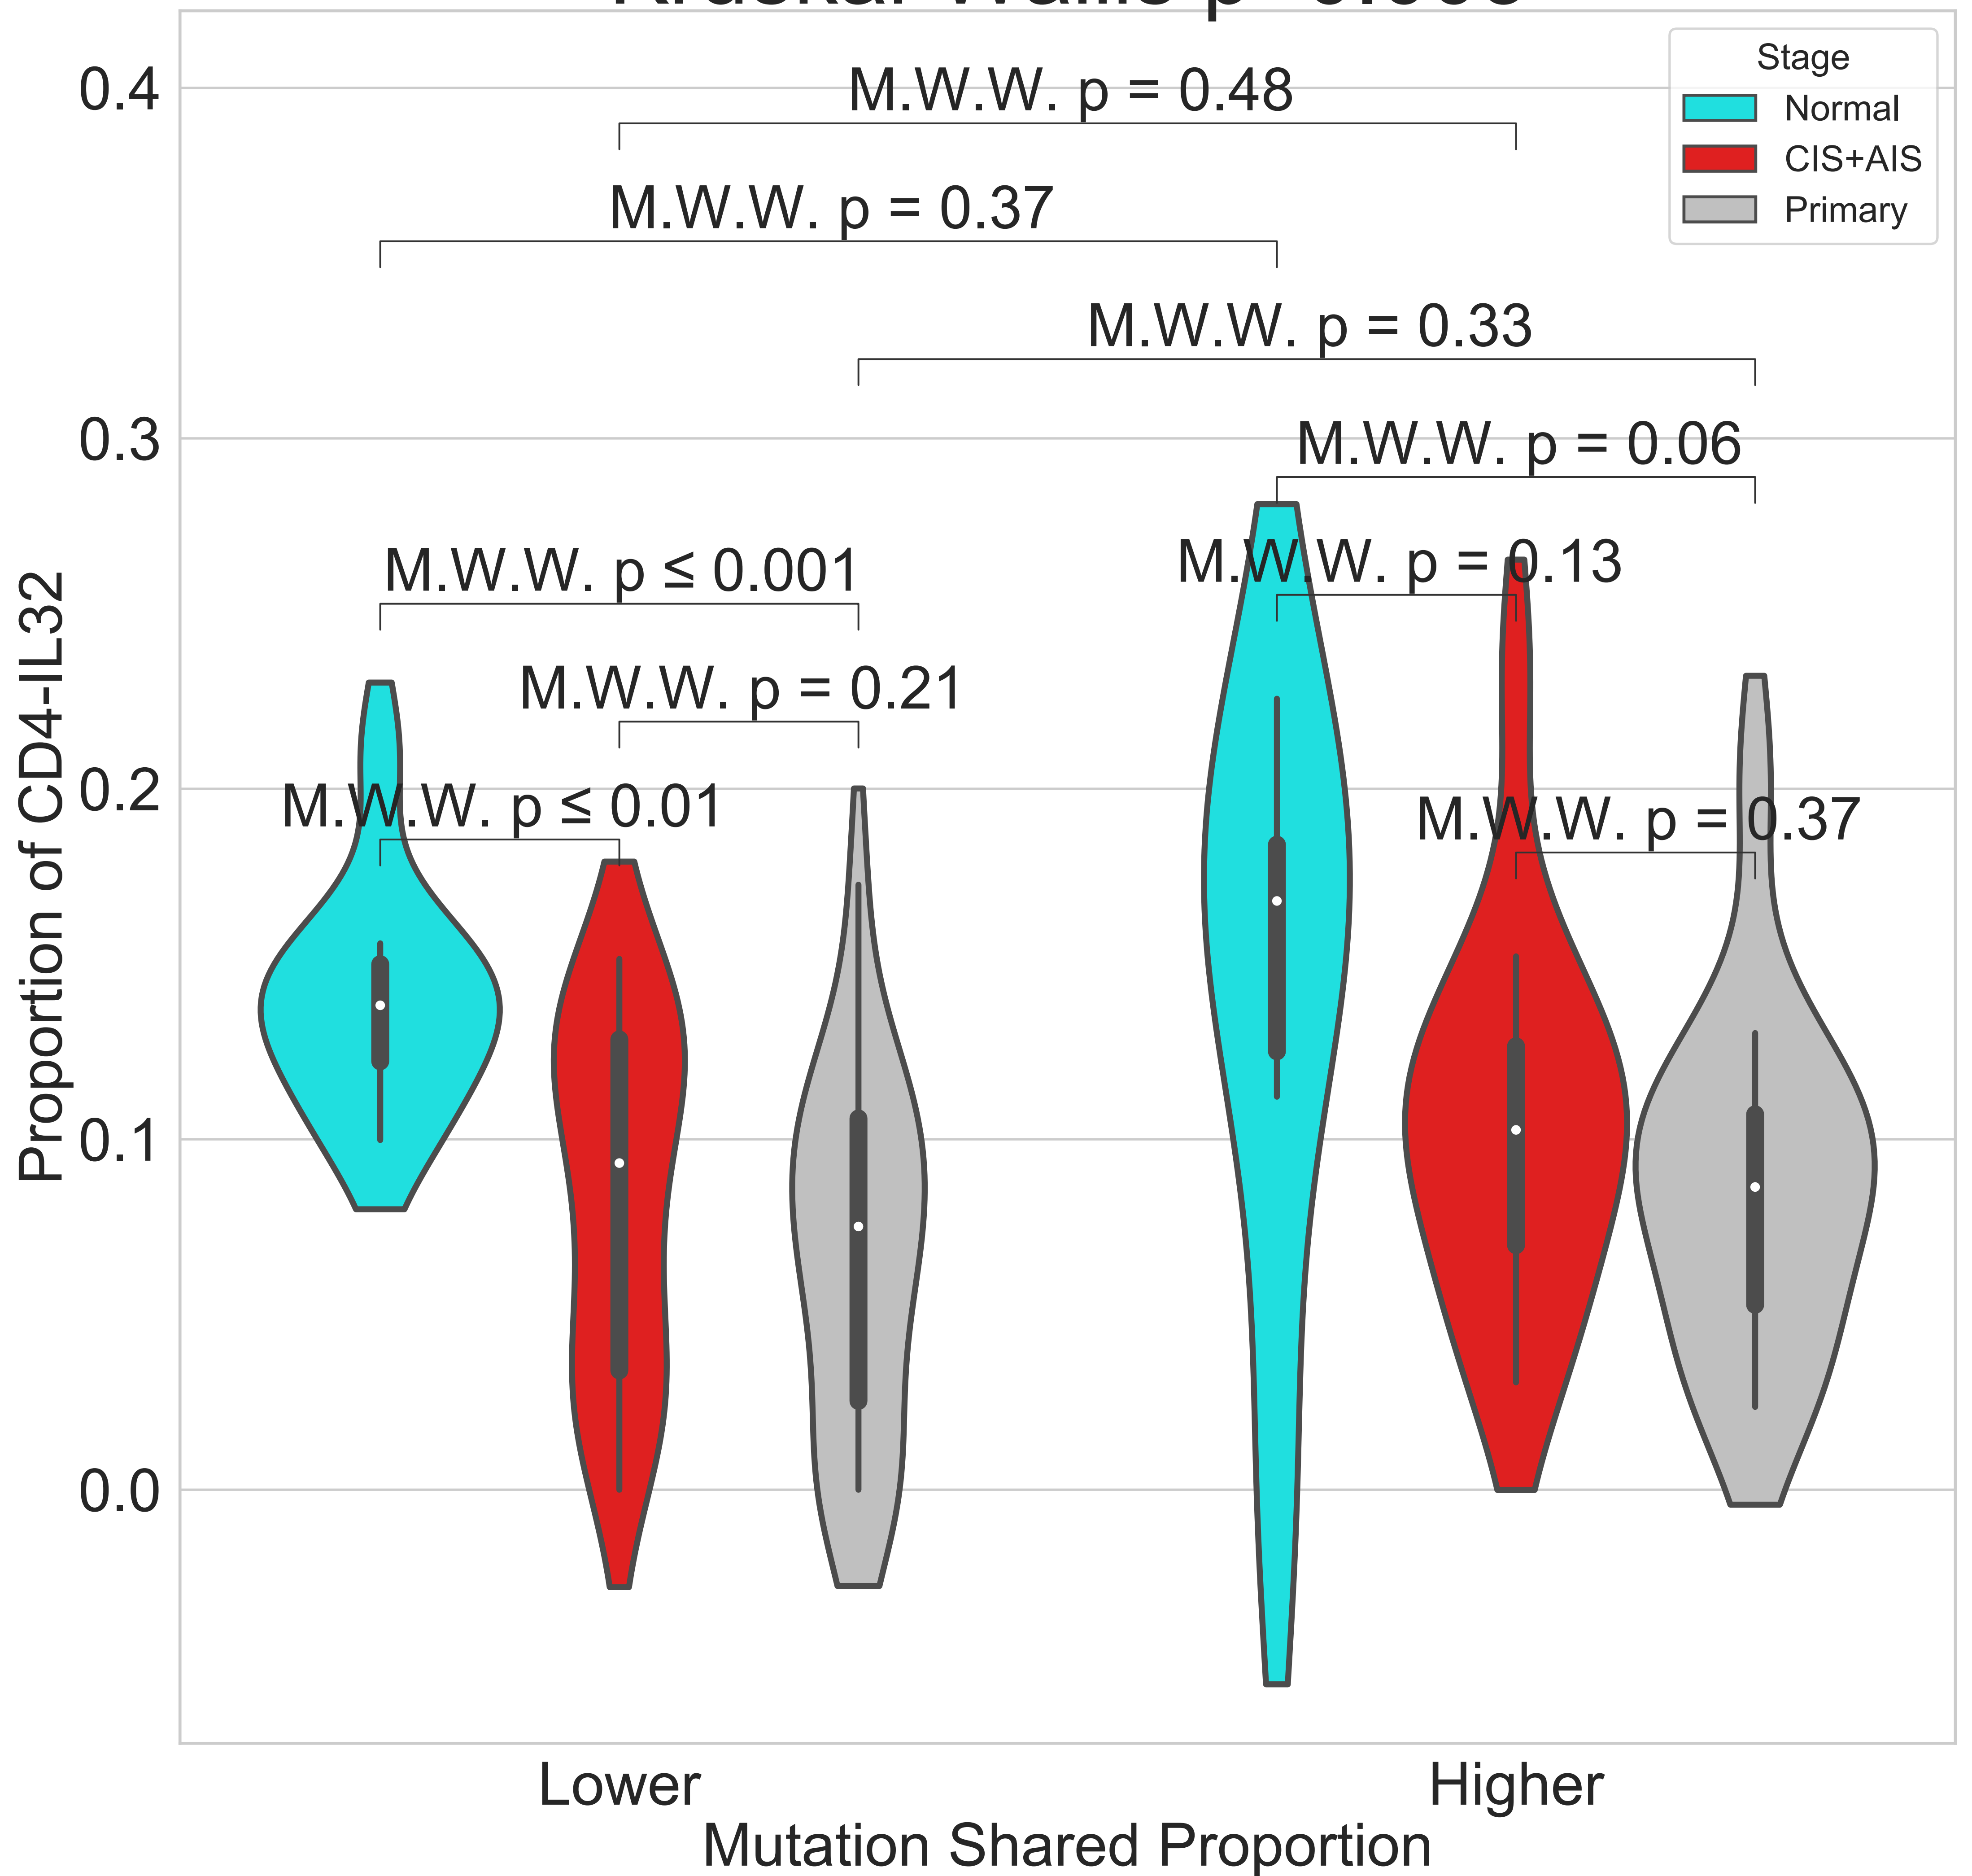 Stage
Normal
CIS+AIS
Primary
M.W.W. p = 0.48
M.W.W. p = 0.37
M.W.W. p = 0.33
M.W.W. p = 0.06
M.W.W. p = 0.13
M.W.W. p ≤ 0.001
M.W.W. p = 0.21
M.W.W. p ≤ 0.01
M.W.W. p = 0.37
0.4
0.3
0.2
0.1
0.0
Proportion of CD4-IL32
Lower
Higher
Mutation Shared Proportion